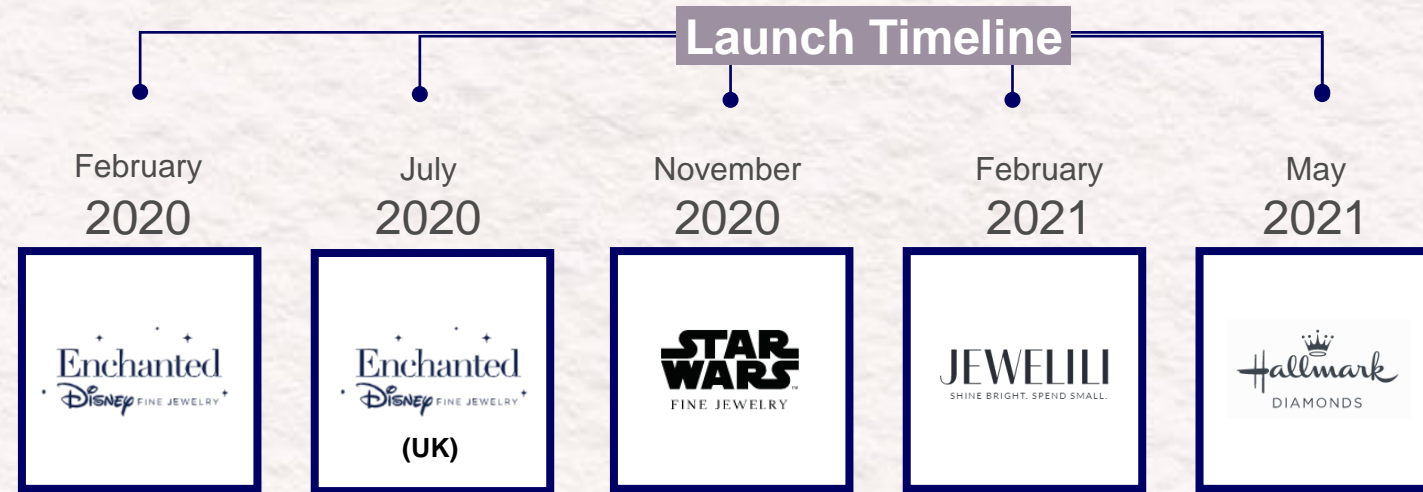 Launch Timeline
February
2020
July
2020
November
2020
February
2021
May
2021
Enchanted
Disney FINE JEWELRY
Enchanted
Disney FINE JEWELRY
(UK)
STAR
WARS
FINE JEWELRY
JEWELILI
SHINE BRIGHT. SPEND SMALL.
Hallmark
DIAMONDS